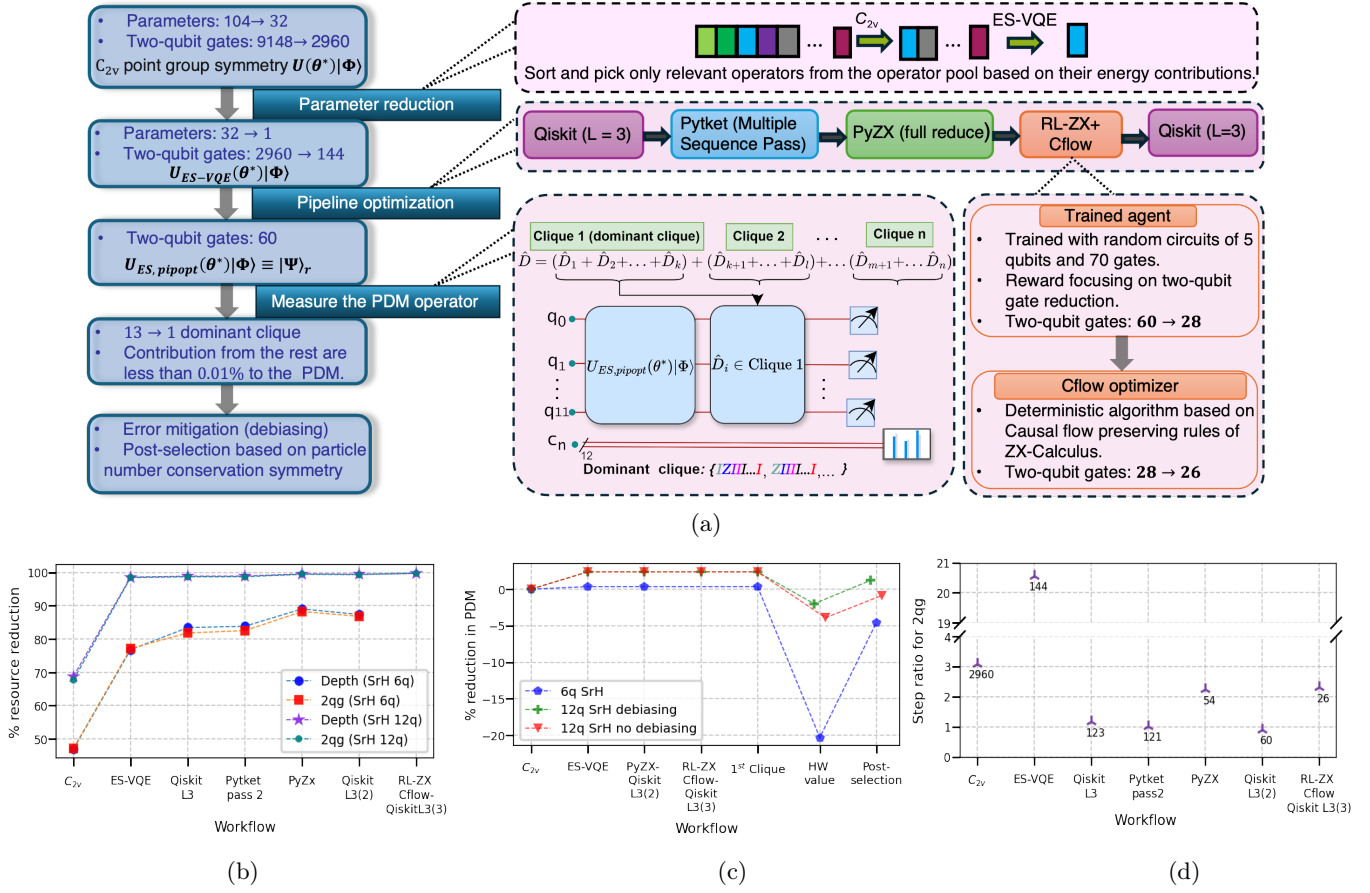 • Parameters: 104→ 32
• Two-qubit gates: 9148→ 2960
C₂ᵥ point group symmetry U(θ*)|Φ⟩
Parameter reduction
• Parameters: 32 → 1
• Two-qubit gates: 2960 → 144
U_{ES−VQE}(θ*)|Φ⟩
Pipeline optimization
• Two-qubit gates: 60
U_{ES,pipopt}(θ*)|Φ⟩ ≡ |Ψ⟩_r
Measure the PDM operator
• 13 → 1 dominant clique
• Contribution from the rest are
less than 0.01% to the PDM.
• Error mitigation (debiasing)
• Post-selection based on particle
number conservation symmetry
... C₂ᵥ ... ES-VQE
Sort and pick only relevant operators from the operator pool based on their energy contributions.
Qiskit (L = 3)
Pytket (Multiple
Sequence Pass)
PyZX (full reduce)
RL-ZX+
Cflow
Qiskit (L=3)
Clique 1 (dominant clique) Clique 2 . . . Clique n
D̂ = (D̂₁ + D̂₂+…+D̂_k) + (D̂_{k+1}+…+D̂_l)+…(D̂_{m+1}+…D̂_n)
q₀
q₁
⋮
q₁₁
cₙ
12
U_{ES,pipopt}(θ*)|Φ⟩
D̂_i ∈ Clique 1
⋮
⋮
Dominant clique: {IZIII...I, ZIIII...I,... }
Trained agent
• Trained with random circuits of 5
qubits and 70 gates.
• Reward focusing on two-qubit
gate reduction.
• Two-qubit gates: 60 → 28
Cflow optimizer
• Deterministic algorithm based on
Causal flow preserving rules of
ZX-Calculus.
• Two-qubit gates: 28 → 26
(a)
% resource reduction
100
90
80
70
60
50
Depth (SrH 6q)
2qg (SrH 6q)
Depth (SrH 12q)
2qg (SrH 12q)
C₂ᵥ
ES-VQE
Qiskit
L3
Pytket
pass 2
PyZx
Qiskit
L3(2)
RL-ZX
Cflow-
QiskitL3(3)
Workflow
(b)
% reduction in PDM
0
−5
−10
−15
−20
6q SrH
12q SrH debiasing
12q SrH no debiasing
C₂ᵥ
ES-VQE
PyZX-
Qiskit
L3(2)
RL-ZX
Cflow-
Qiskit
L3(3)
1st Clique
HW
value
Post-
selection
Workflow
(c)
Step ratio for 2qg
21
20
19
4
3
2
1
0
2960
144
123
121
54
60
26
C₂ᵥ
ES-VQE
Qiskit
L3
Pytket
pass2
PyZX
Qiskit
L3(2)
RL-ZX
Cflow
Qiskit L3(3)
Workflow
(d)